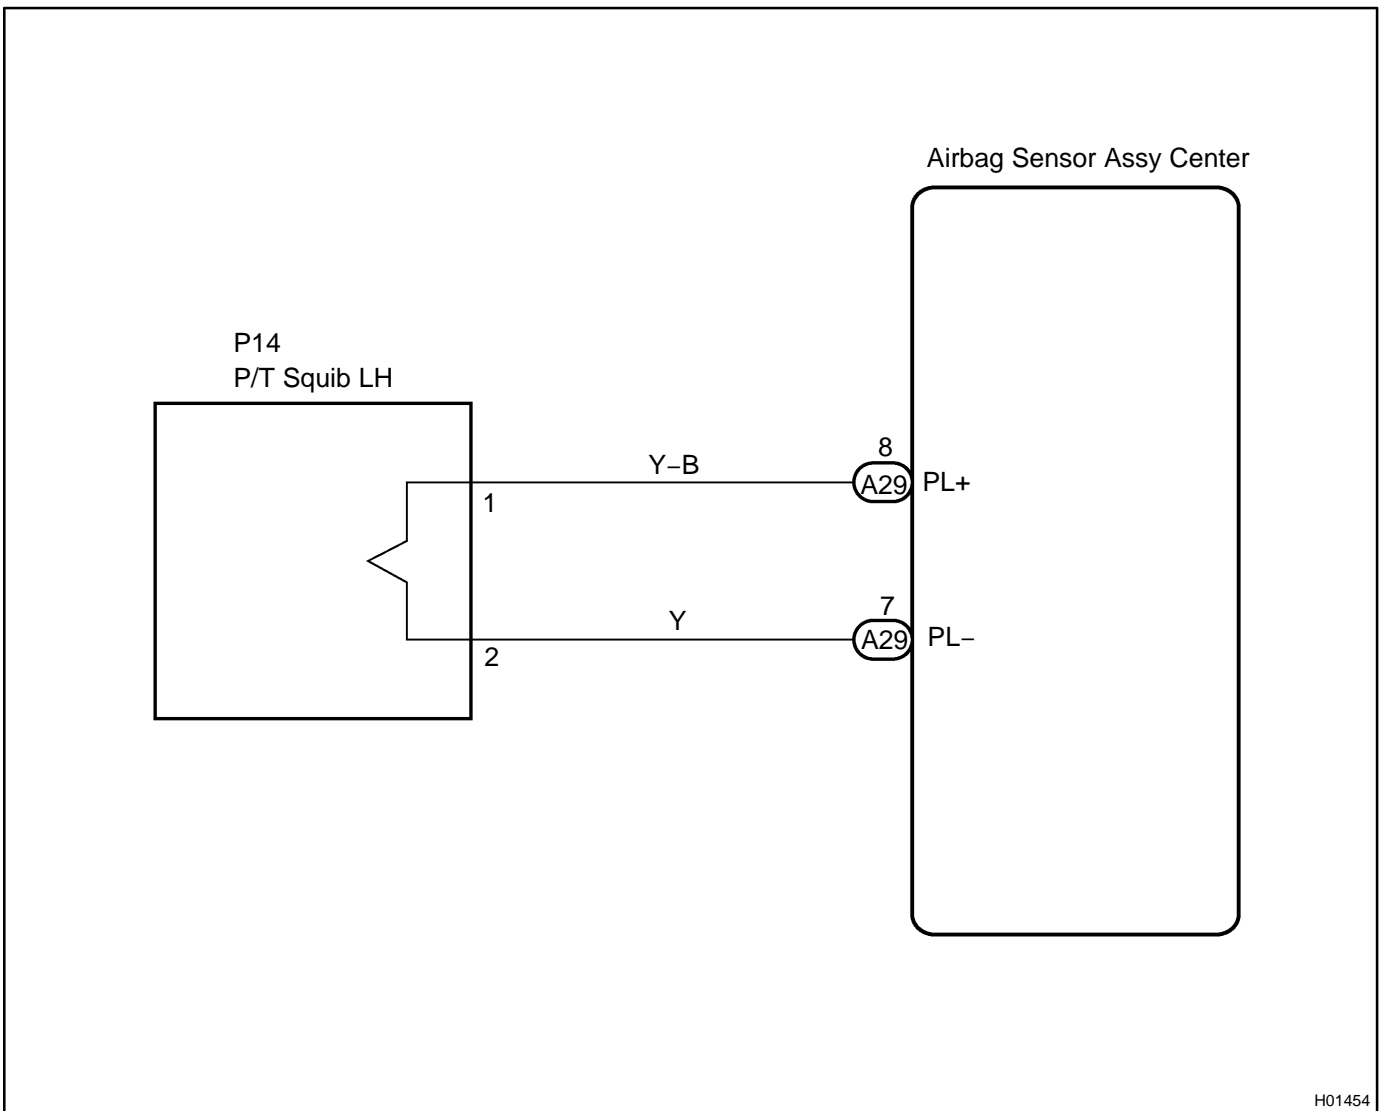 Airbag Sensor Assy Center
P14
P/T Squib LH
8
Y–B
A29
PL+
1
7
Y
A29
PL–
2
H01454